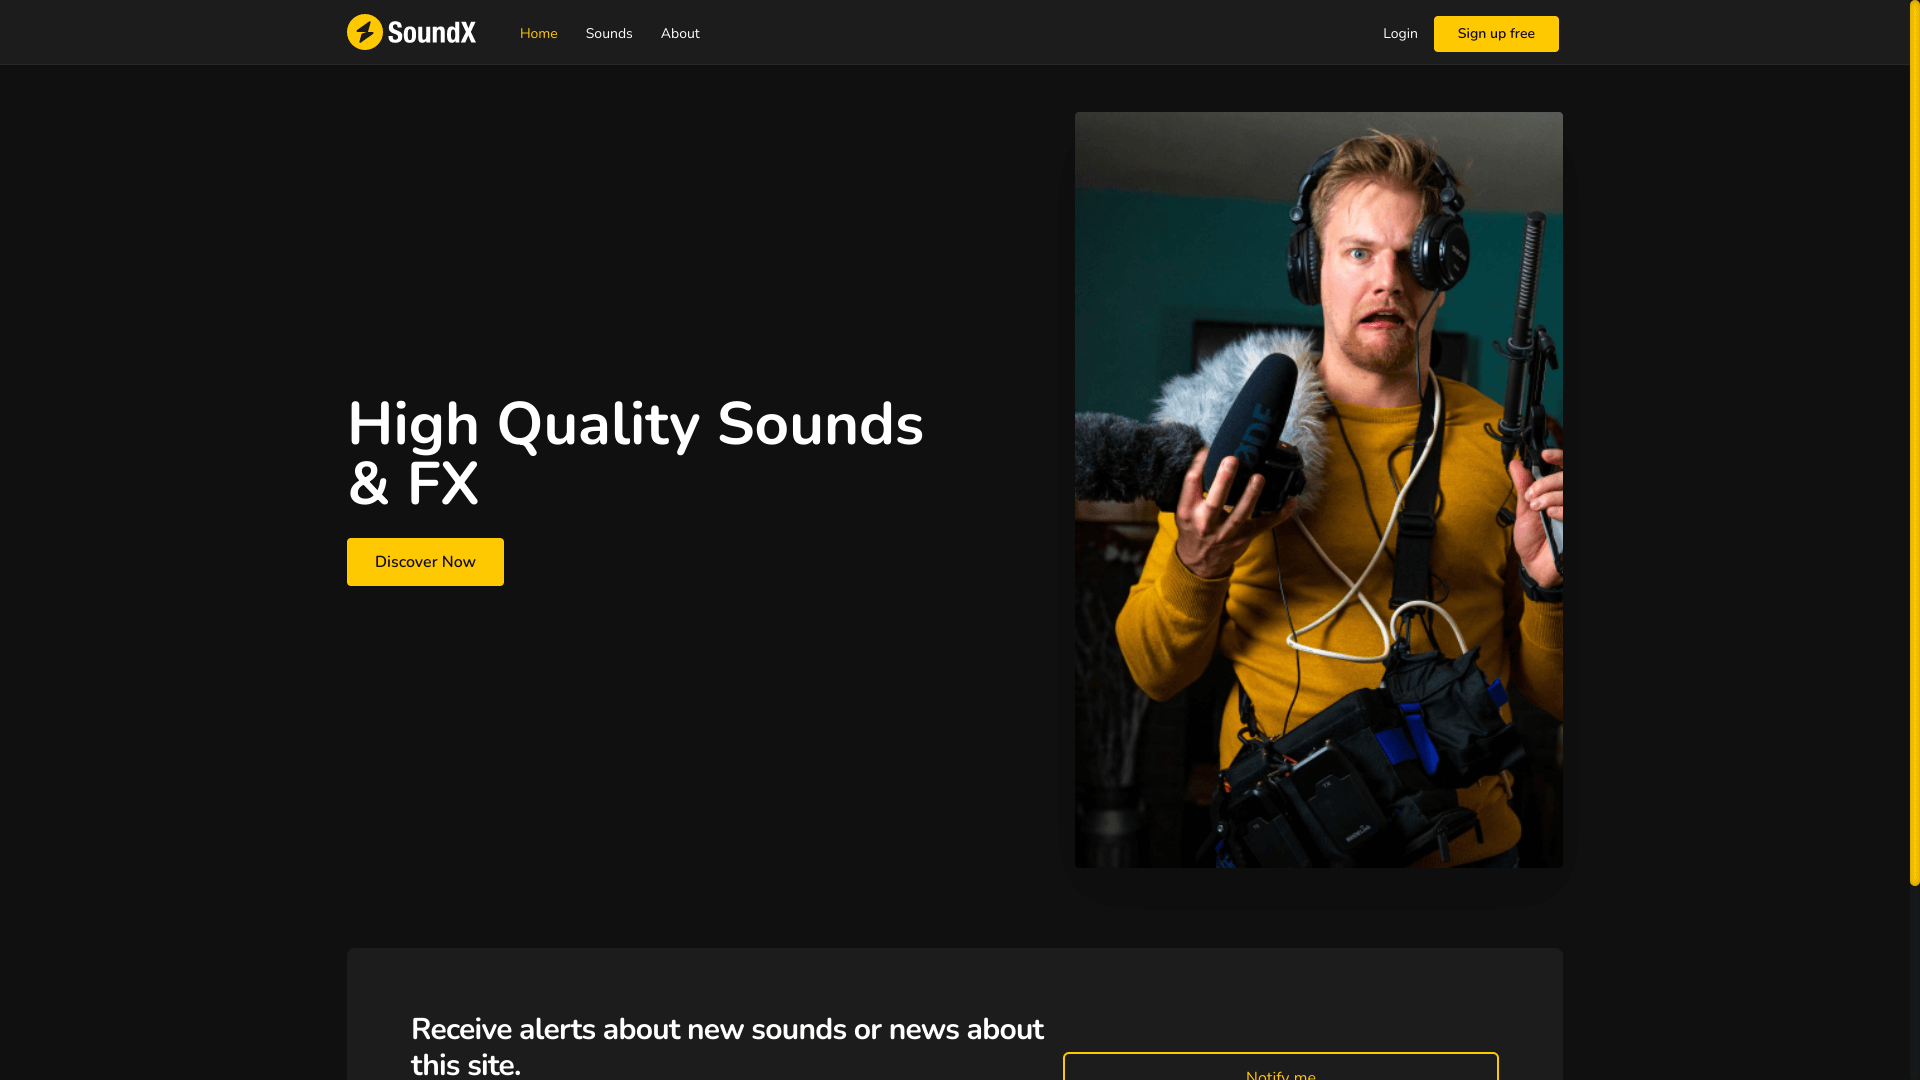 SoundX
Home
Sounds
About
Login
Sign up free
High Quality Sounds
& FX
Discover Now
Receive alerts about new sounds or news about
this site.
Notify me